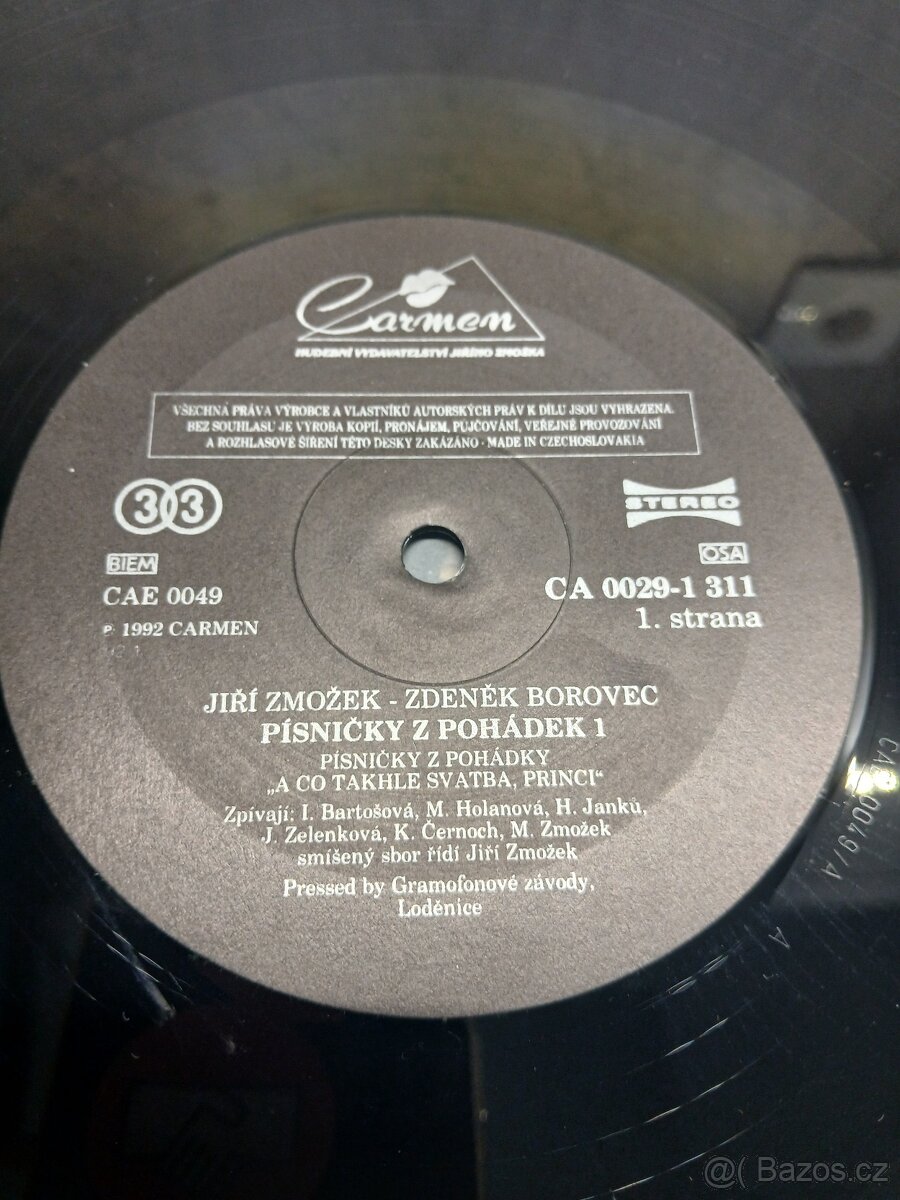 Carmen
HUDEBNÍ VYDAVATELSTVÍ JIŘÍHO ZMOŽKA
VŠECHNA PRÁVA VÝROBCE A VLASTNÍKŮ AUTORSKÝCH PRÁV K DÍLU JSOU VYHRAZENA.
BEZ SOUHLASU JE VÝROBA KOPIÍ, PRONÁJEM, PŮJČOVÁNÍ, VEŘEJNÉ PROVOZOVÁNÍ
A ROZHLASOVÉ ŠÍŘENÍ TÉTO DESKY ZAKÁZÁNO · MADE IN CZECHOSLOVAKIA
33
STEREO
BIEM
OSA
CAE 0049
CA 0029-1 311
℗ 1992 CARMEN
1. strana
JIŘÍ ZMOŽEK - ZDENĚK BOROVEC
PÍSNIČKY Z POHÁDEK 1
PÍSNIČKY Z POHÁDKY
„A CO TAKHLE SVATBA, PRINCI“
Zpívají: I. Bartošová, M. Holanová, H. Janků,
J. Zelenková, K. Černoch, M. Zmožek
smíšený sbor řídí Jiří Zmožek
Pressed by Gramofonové závody,
Loděnice
CAE 0049/A
A
@( Bazos.cz